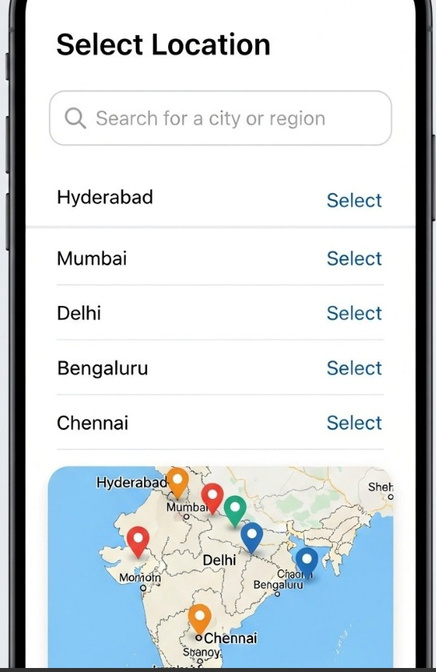 Select Location
Search for a city or region
Hyderabad Select
Mumbai Select
Delhi Select
Bengaluru Select
Chennai Select
Hyderabad
Sheh
Mumbai
Delhi
Bengaluru
Chennai